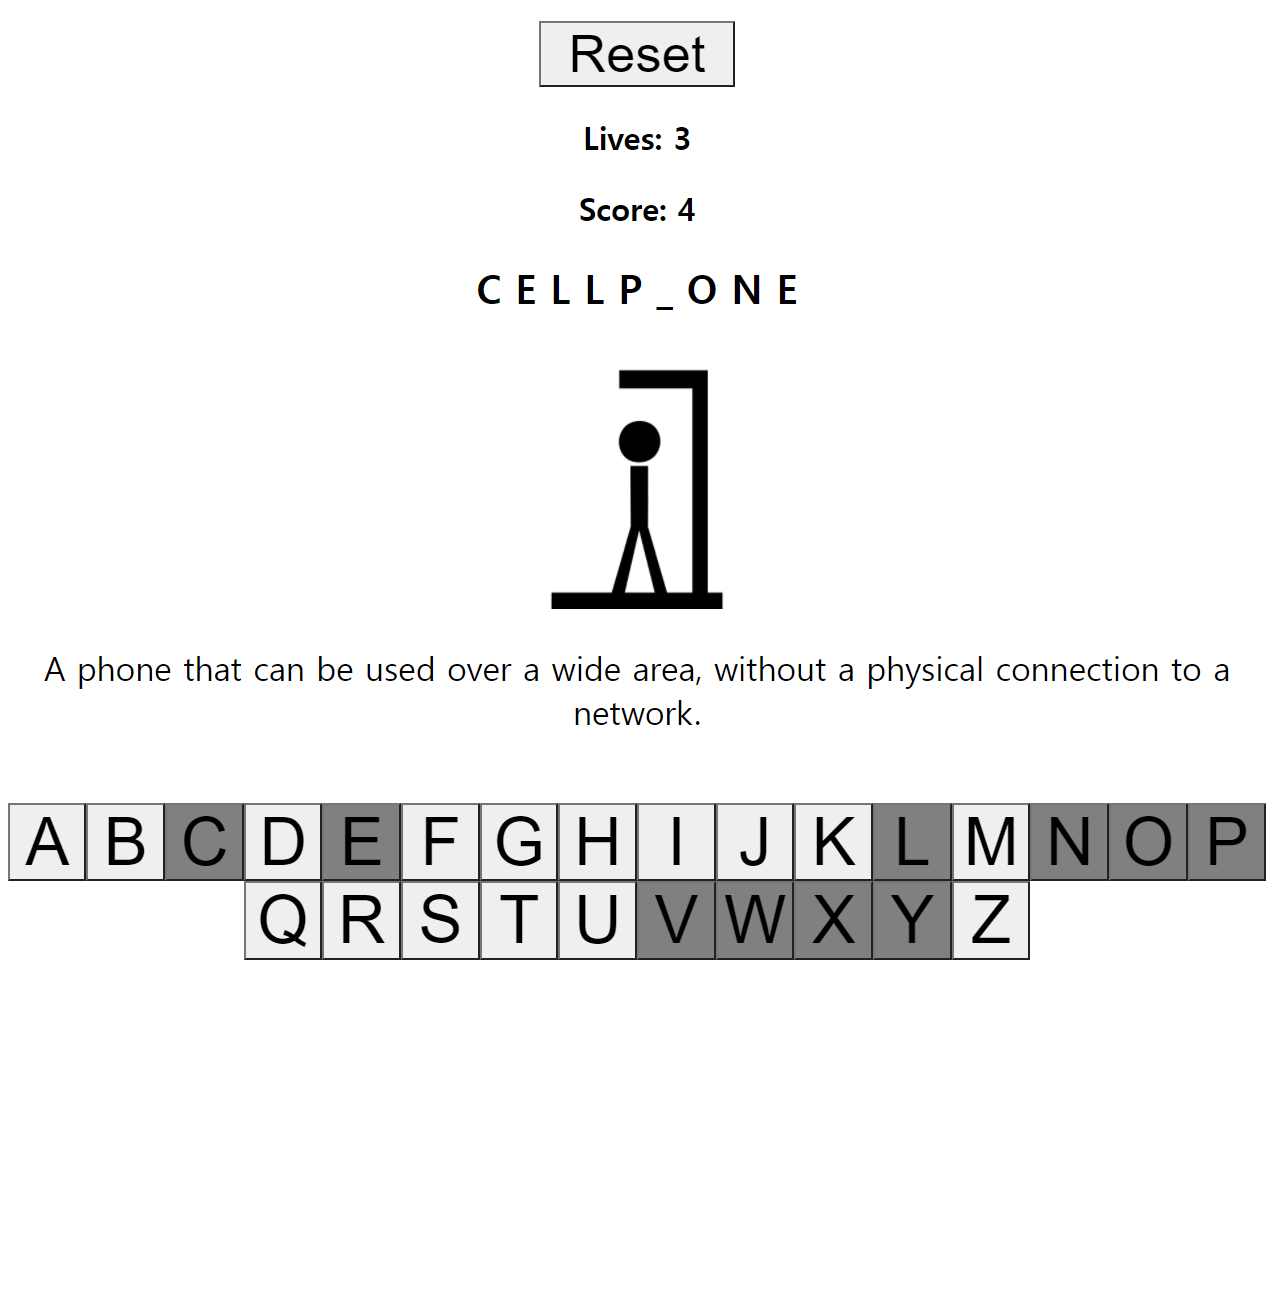 Reset
Lives: 3
Score: 4
C E L L P _ O N E
A phone that can be used over a wide area, without a physical connection to a
network.
A B C D E F G H I J K L M N O P
Q R S T U V W X Y Z